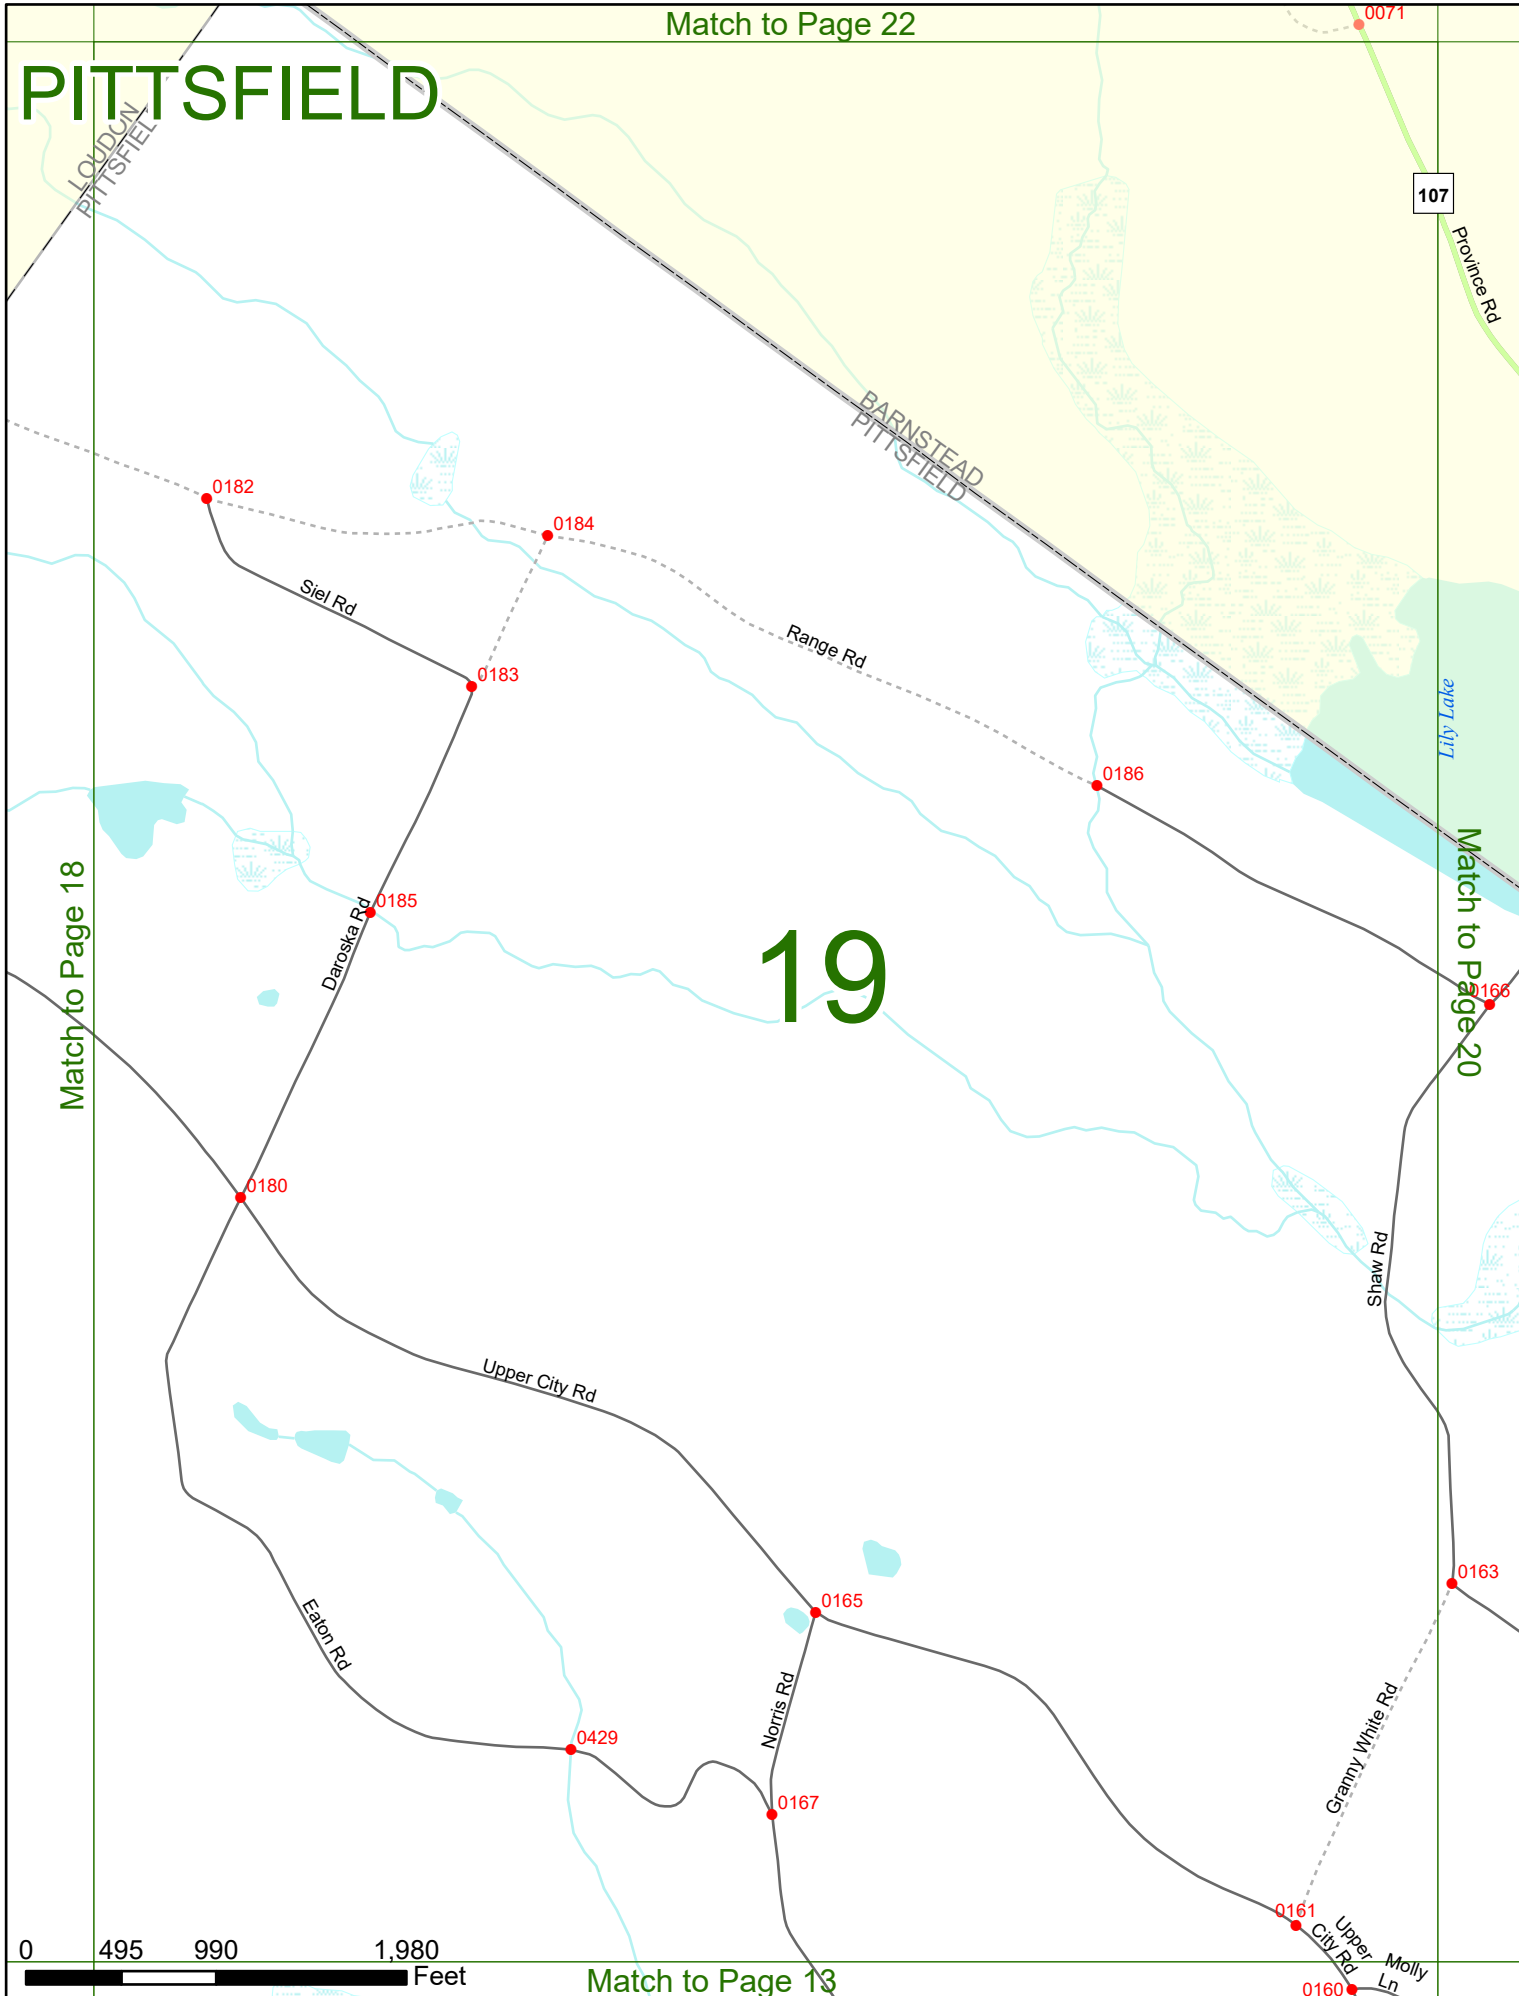 Match to Page 22
0071
PITTSFIELD
LOUDON
PITTSFIEL
107
Province Rd
BARNSTEAD
PITTSFIELD
0182
0184
Siel Rd
Range Rd
0183
Lily Lake
0186
Match to Page 18
Match to Page 20
0185
Daroska Rd
19
0166
0180
Shaw Rd
Upper City Rd
0163
0165
Eaton Rd
Norris Rd
Granny White Rd
0429
0167
0161
Upper
City Rd
Molly
Ln
0160
0 495 990 1,980
Feet
Match to Page 13